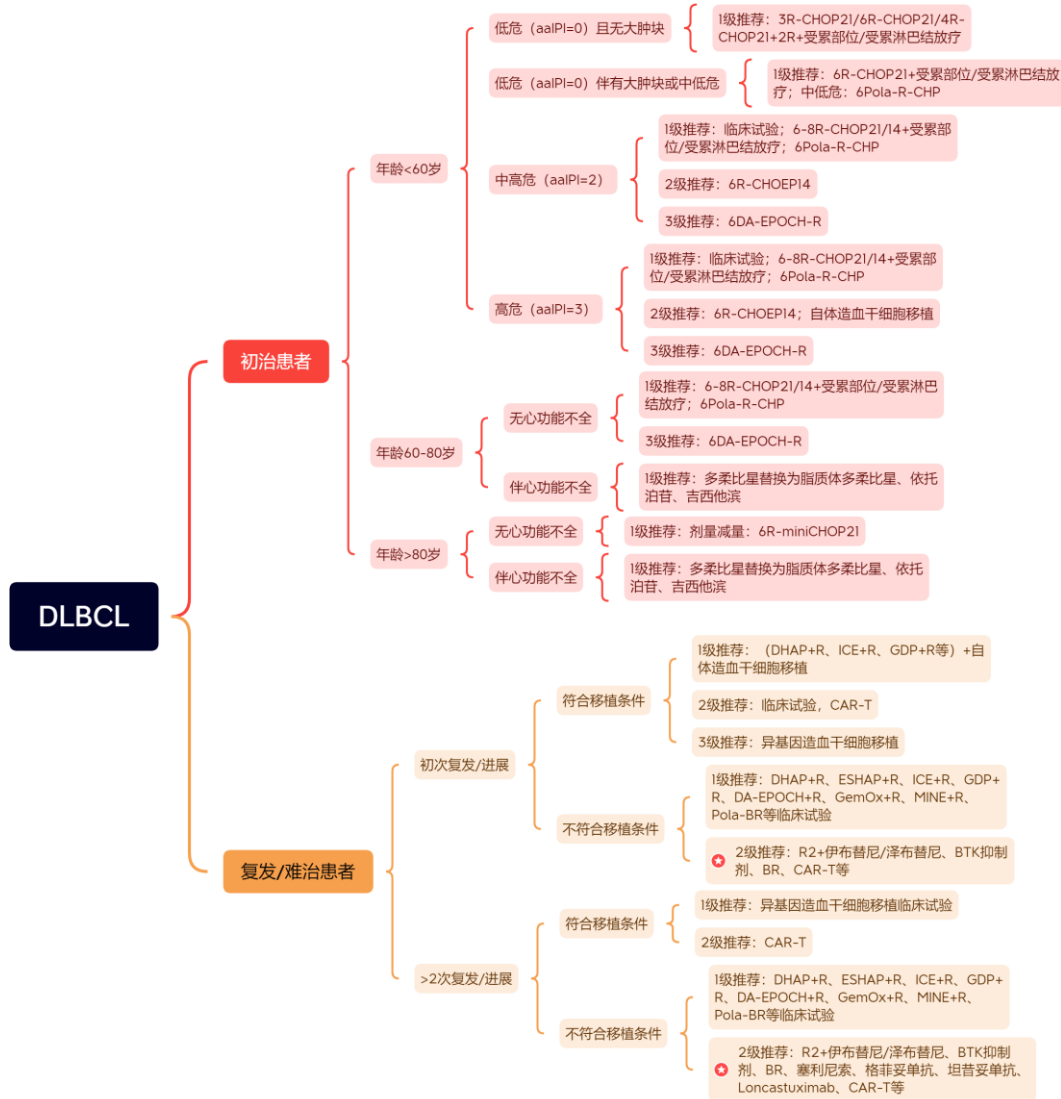 DLBCL
初治患者
年龄<60岁
低危（aaIPI=0）且无大肿块
1级推荐：3R-CHOP21/6R-CHOP21/4R-
CHOP21+2R+受累部位/受累淋巴结放疗
低危（aaIPI=0）伴有大肿块或中低危
1级推荐：6R-CHOP21+受累部位/受累淋巴结放
疗；中低危：6Pola-R-CHP
中高危（aaIPI=2）
1级推荐：临床试验；6-8R-CHOP21/14+受累部
位/受累淋巴结放疗；6Pola-R-CHP
2级推荐：6R-CHOEP14
3级推荐：6DA-EPOCH-R
高危（aaIPI=3）
1级推荐：临床试验；6-8R-CHOP21/14+受累部
位/受累淋巴结放疗；6Pola-R-CHP
2级推荐：6R-CHOEP14；自体造血干细胞移植
3级推荐：6DA-EPOCH-R
年龄60-80岁
无心功能不全
1级推荐：6-8R-CHOP21/14+受累部位/受累淋巴
结放疗；6Pola-R-CHP
3级推荐：6DA-EPOCH-R
伴心功能不全
1级推荐：多柔比星替换为脂质体多柔比星、依托
泊苷、吉西他滨
年龄>80岁
无心功能不全
1级推荐：剂量减量：6R-miniCHOP21
伴心功能不全
1级推荐：多柔比星替换为脂质体多柔比星、依托
泊苷、吉西他滨
复发/难治患者
初次复发/进展
符合移植条件
1级推荐：（DHAP+R、ICE+R、GDP+R等）+自
体造血干细胞移植
2级推荐：临床试验，CAR-T
3级推荐：异基因造血干细胞移植
不符合移植条件
1级推荐：DHAP+R、ESHAP+R、ICE+R、GDP+
R、DA-EPOCH+R、GemOx+R、MINE+R、
Pola-BR等临床试验
2级推荐：R2+伊布替尼/泽布替尼、BTK抑制
剂、BR、CAR-T等
>2次复发/进展
符合移植条件
1级推荐：异基因造血干细胞移植临床试验
2级推荐：CAR-T
不符合移植条件
1级推荐：DHAP+R、ESHAP+R、ICE+R、GDP+
R、DA-EPOCH+R、GemOx+R、MINE+R、
Pola-BR等临床试验
2级推荐：R2+伊布替尼/泽布替尼、BTK抑制
剂、BR、塞利尼索、格菲妥单抗、坦昔妥单抗、
Loncastuximab、CAR-T等